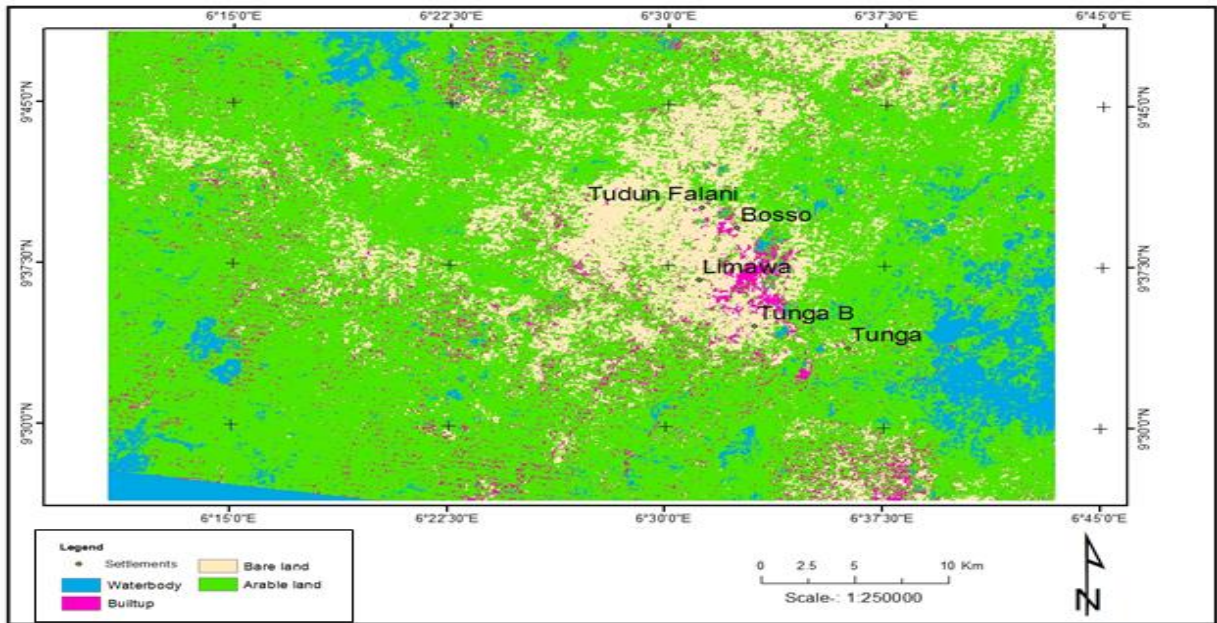 6°15'0"E 6°22'30"E 6°30'0"E 6°37'30"E 6°45'0"E
9°45'0"N 9°45'0"N
Tudun Falani
Bosso
9°37'30"N 9°37'30"N
Limawa
Tunga B
Tunga
9°30'0"N 9°30'0"N
6°15'0"E 6°22'30"E 6°30'0"E 6°37'30"E 6°45'0"E
Legend
Settlements Bare land
Waterbody Arable land
Builtup
0 2.5 5 10 Km
Scale-: 1:250000
N